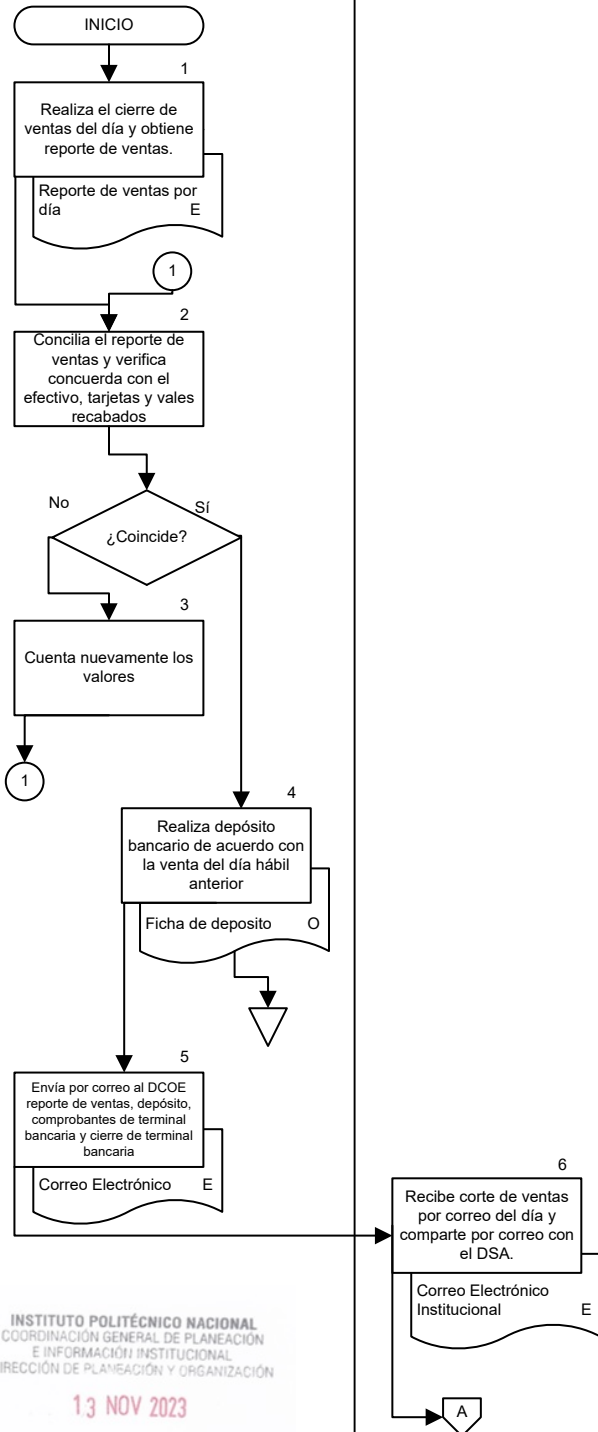 INICIO
1
Realiza el cierre de
ventas del día y obtiene
reporte de ventas.
Reporte de ventas por
día E
1
2
Concilia el reporte de
ventas y verifica
concuerda con el
efectivo, tarjetas y vales
recabados
No
Sí
¿Coincide?
3
Cuenta nuevamente los
valores
1
4
Realiza depósito
bancario de acuerdo con
la venta del día hábil
anterior
Ficha de deposito O
5
Envía por correo al DCOE
reporte de ventas, depósito,
comprobantes de terminal
bancaria y cierre de terminal
bancaria
Correo Electrónico E
6
Recibe corte de ventas
por correo del día y
comparte por correo con
el DSA.
Correo Electrónico
Institucional E
A
INSTITUTO POLITÉCNICO NACIONAL
COORDINACIÓN GENERAL DE PLANEACIÓN
E INFORMACIÓN INSTITUCIONAL
DIRECCIÓN DE PLANEACIÓN Y ORGANIZACIÓN
13 NOV 2023